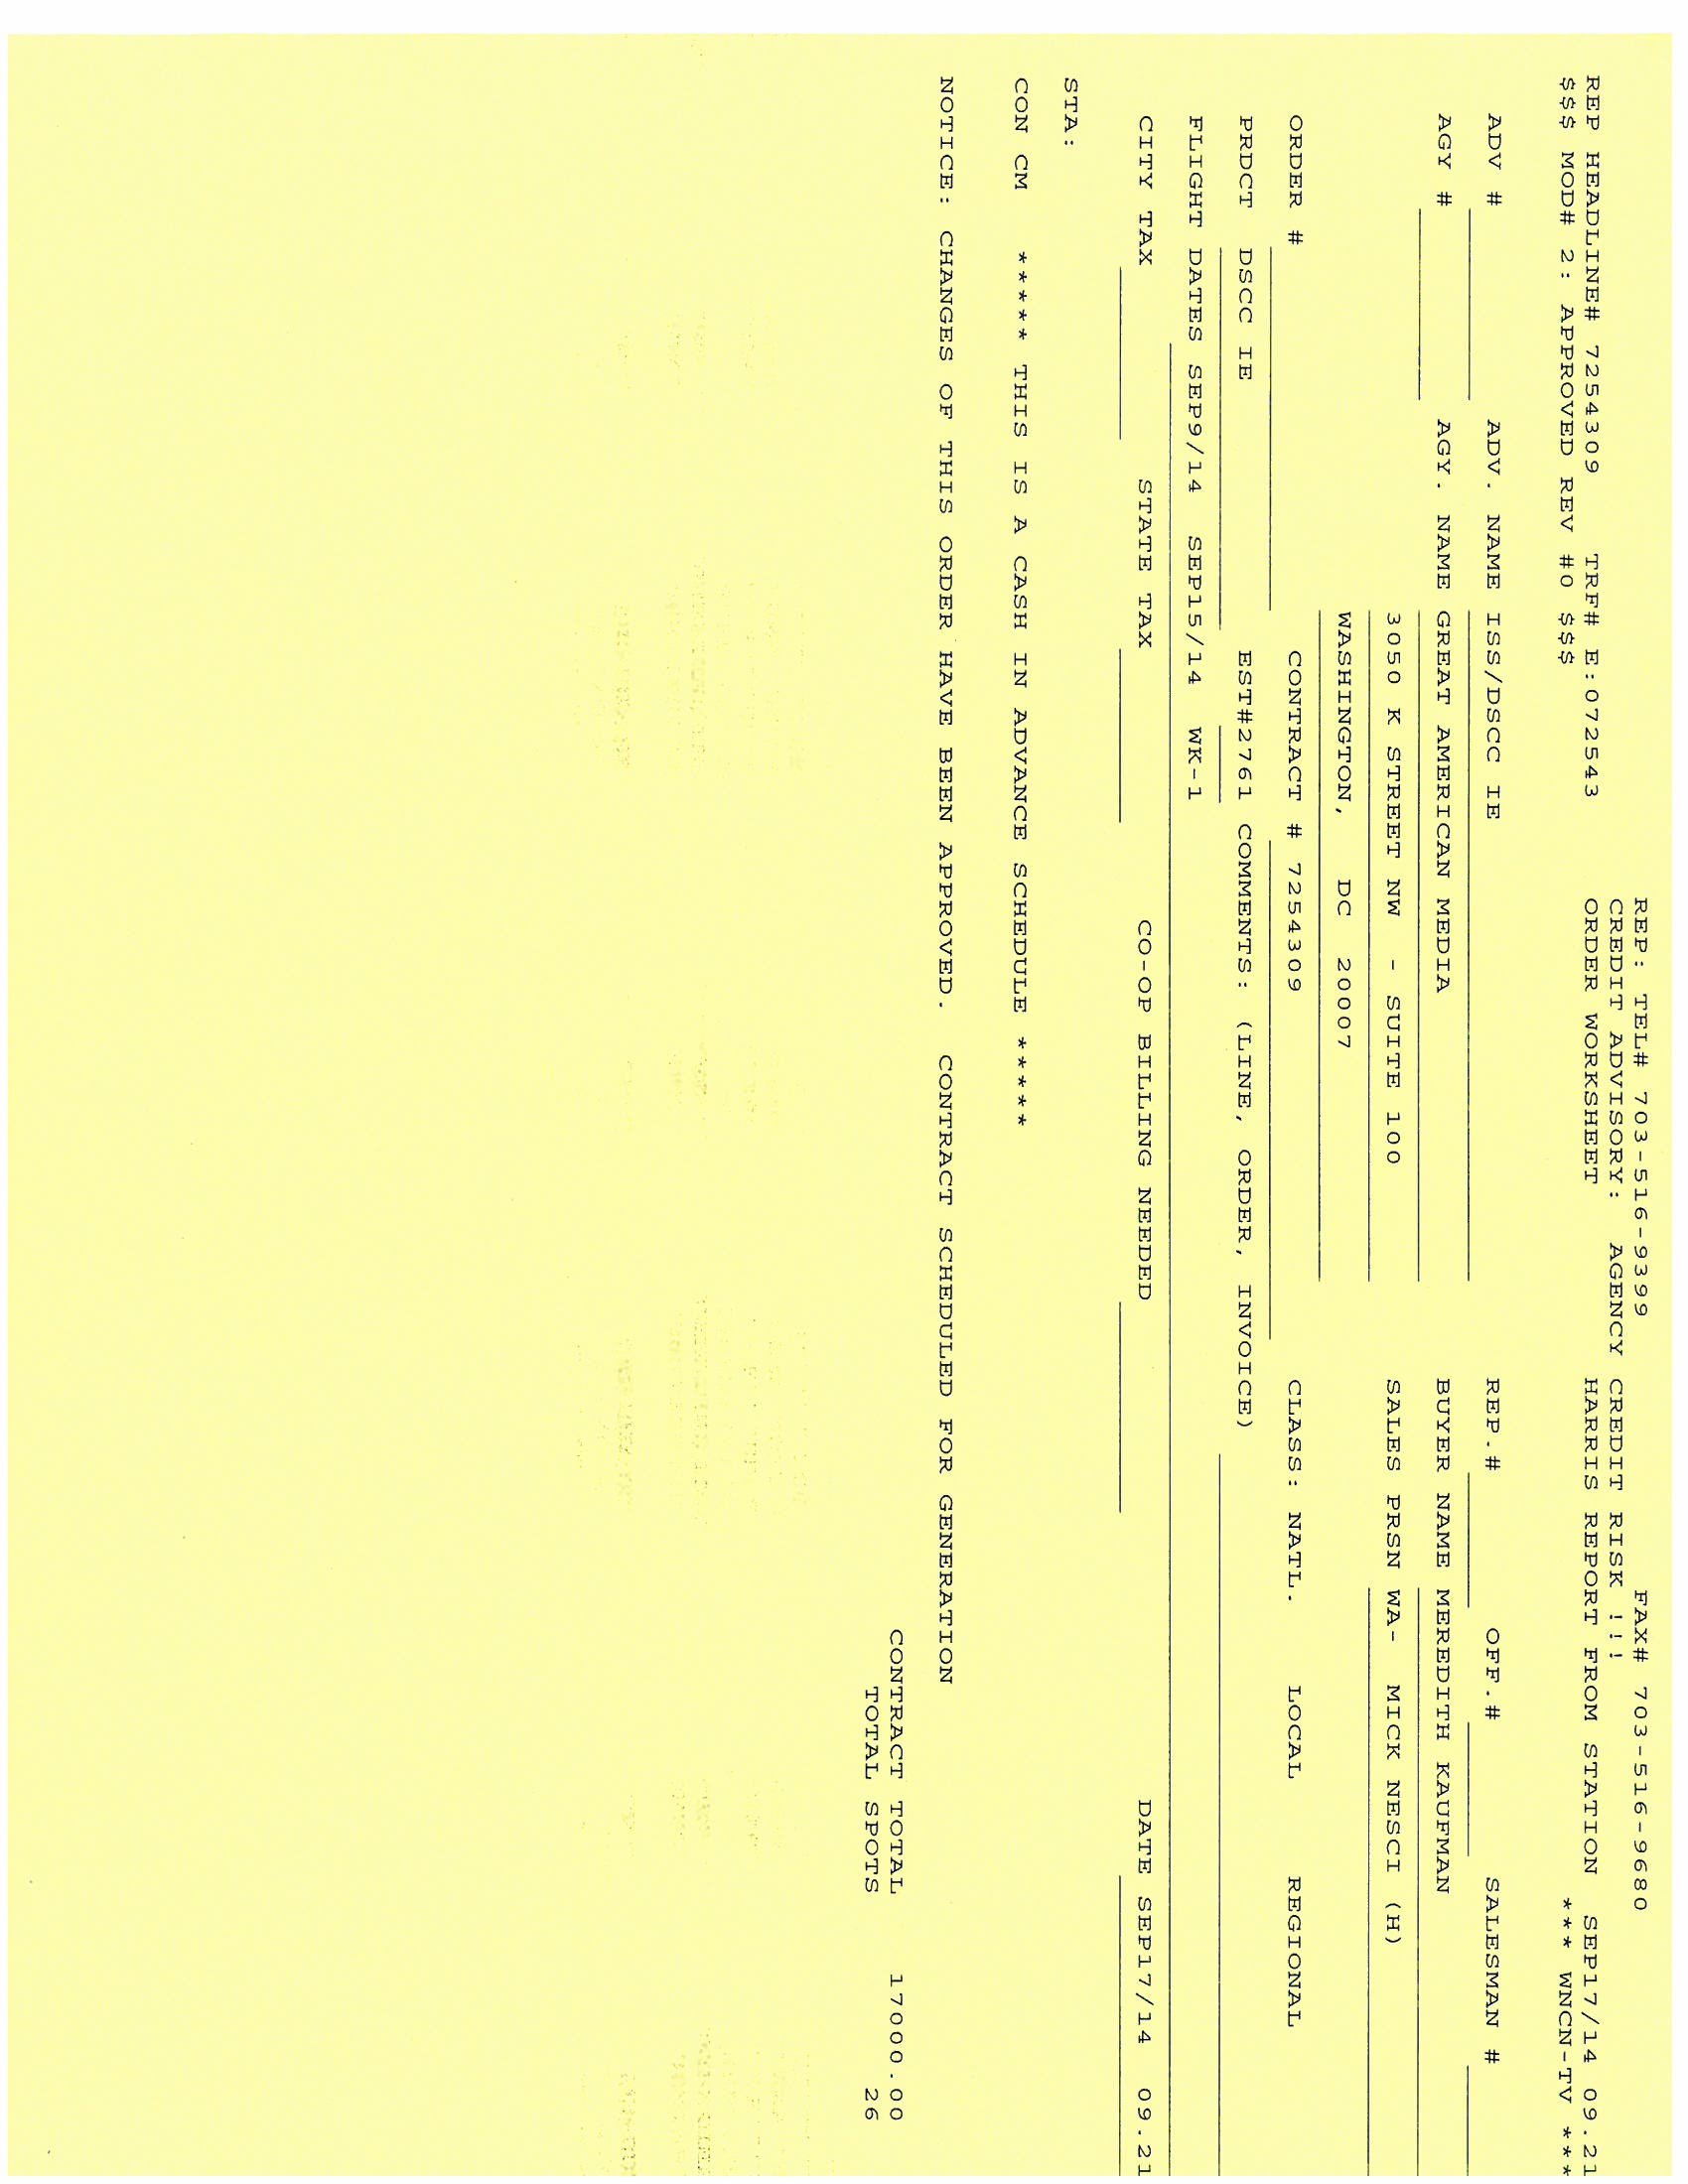 REP: TEL# 703-516-9399 FAX# 703-516-9680
CREDIT ADVISORY: AGENCY CREDIT RISK !!!
REP HEADLINE# 7254309 TRF# E:072543 ORDER WORKSHEET HARRIS REPORT FROM STATION SEP17/14 09.21
$$$ MOD# 2: APPROVED REV #0 $$$ *** WNCN-TV ***
ADV # ADV. NAME ISS/DSCC IE REP.# OFF.# SALESMAN #
AGY # AGY. NAME GREAT AMERICAN MEDIA BUYER NAME MEREDITH KAUFMAN
3050 K STREET NW - SUITE 100 SALES PRSN WA- MICK NESCI (H)
WASHINGTON, DC 20007
ORDER # CONTRACT # 7254309 CLASS: NATL. LOCAL REGIONAL
PRDCT DSCC IE EST#2761 COMMENTS: (LINE, ORDER, INVOICE)
FLIGHT DATES SEP9/14 SEP15/14 WK-1
CITY TAX STATE TAX CO-OP BILLING NEEDED DATE SEP17/14 09.21
STA:
CON CM ***** THIS IS A CASH IN ADVANCE SCHEDULE *****
NOTICE: CHANGES OF THIS ORDER HAVE BEEN APPROVED. CONTRACT SCHEDULED FOR GENERATION
CONTRACT TOTAL 17000.00
TOTAL SPOTS 26